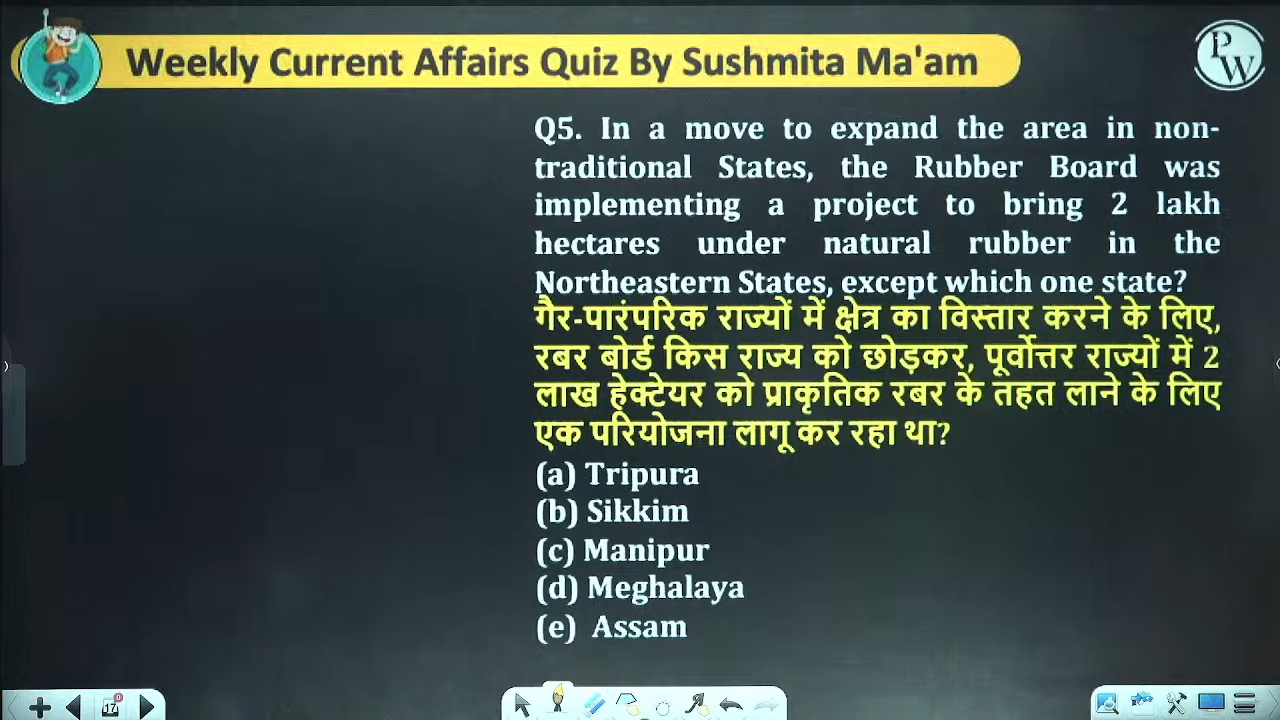 Weekly Current Affairs Quiz By Sushmita Ma'am
PW
Q5. In a move to expand the area in non-
traditional States, the Rubber Board was
implementing a project to bring 2 lakh
hectares under natural rubber in the
Northeastern States, except which one state?
गैर-पारंपरिक राज्यों में क्षेत्र का विस्तार करने के लिए,
रबर बोर्ड किस राज्य को छोड़कर, पूर्वोत्तर राज्यों में 2
लाख हेक्टेयर को प्राकृतिक रबर के तहत लाने के लिए
एक परियोजना लागू कर रहा था?
(a) Tripura
(b) Sikkim
(c) Manipur
(d) Meghalaya
(e) Assam
17